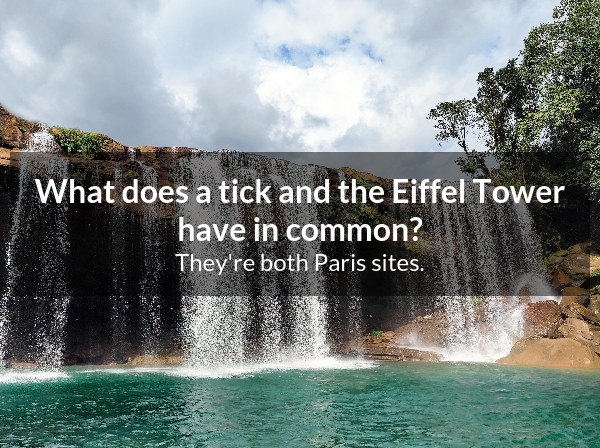 What does a tick and the Eiffel Tower
have in common?
They're both Paris sites.